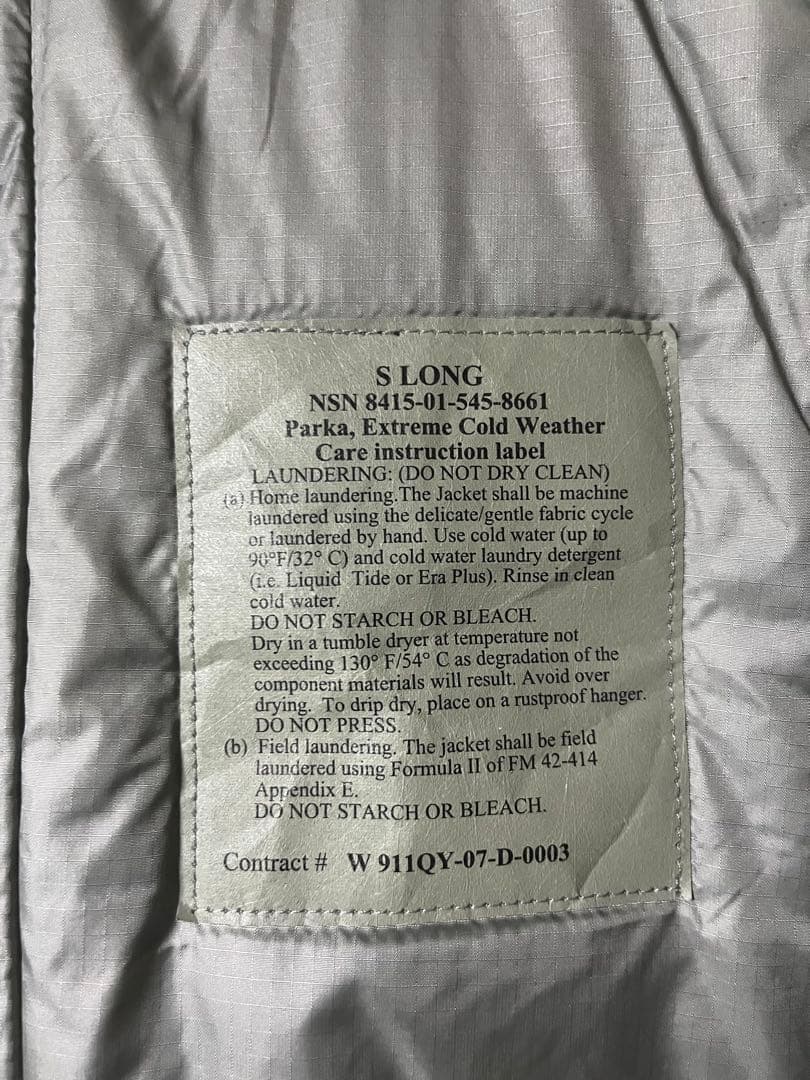 S LONG
NSN 8415-01-545-8661
Parka, Extreme Cold Weather
Care instruction label
LAUNDERING: (DO NOT DRY CLEAN)
(a) Home laundering.The Jacket shall be machine
laundered using the delicate/gentle fabric cycle
or laundered by hand. Use cold water (up to
90°F/32° C) and cold water laundry detergent
(i.e. Liquid Tide or Era Plus). Rinse in clean
cold water.
DO NOT STARCH OR BLEACH.
Dry in a tumble dryer at temperature not
exceeding 130° F/54° C as degradation of the
component materials will result. Avoid over
drying. To drip dry, place on a rustproof hanger.
DO NOT PRESS.
(b) Field laundering. The jacket shall be field
laundered using Formula II of FM 42-414
Appendix E.
DO NOT STARCH OR BLEACH.
Contract # W 911QY-07-D-0003